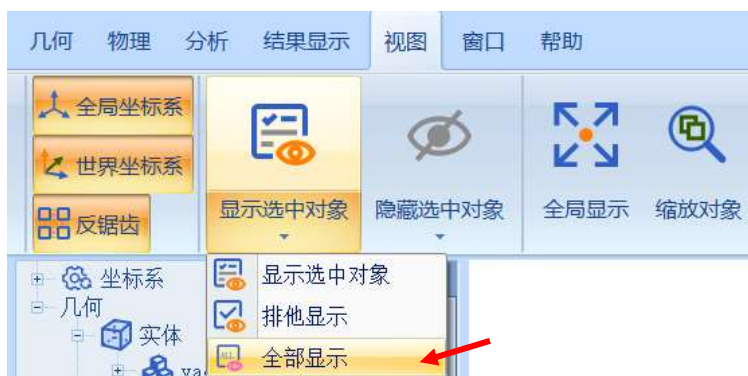 几何 物理 分析 结果显示 视图 窗口 帮助
全局坐标系
世界坐标系
反锯齿
显示选中对象 隐藏选中对象 全局显示 缩放对象
坐标系
几何
实体
显示选中对象
排他显示
ALL
全部显示